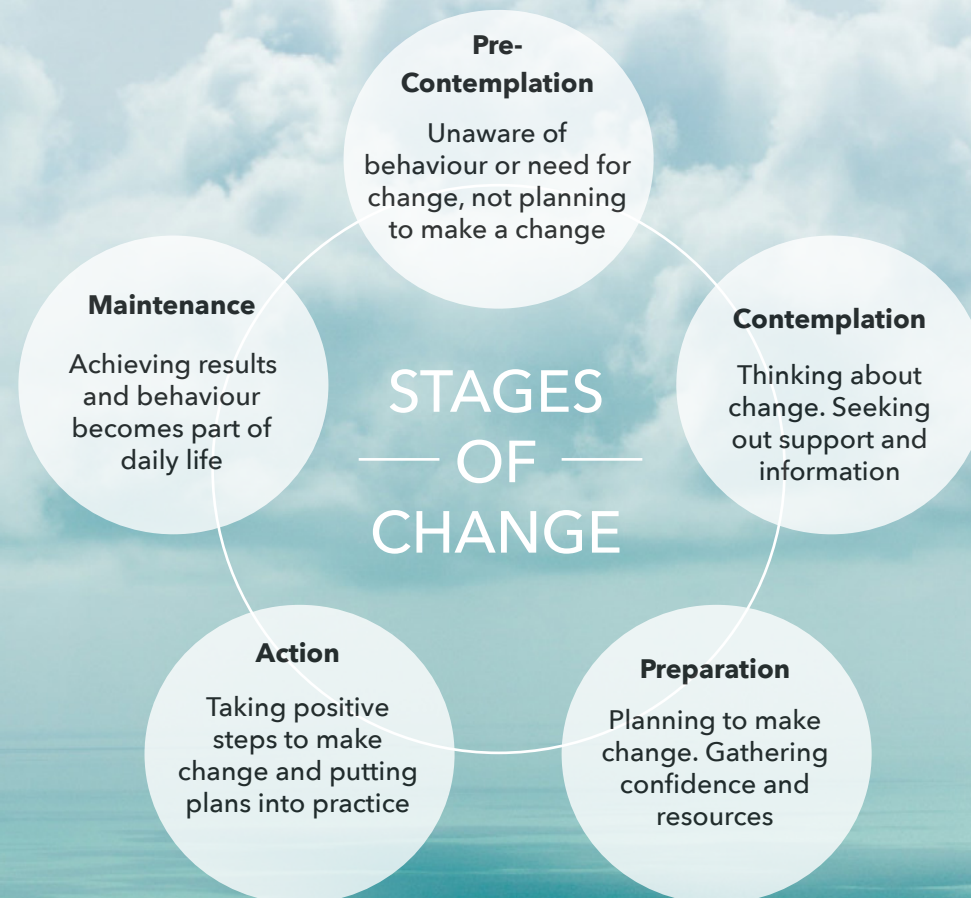 Pre-
Contemplation
Unaware of
behaviour or need for
change, not planning
to make a change
Contemplation
Thinking about
change. Seeking
out support and
information
Preparation
Planning to make
change. Gathering
confidence and
resources
Action
Taking positive
steps to make
change and putting
plans into practice
Maintenance
Achieving results
and behaviour
becomes part of
daily life
STAGES
OF
CHANGE